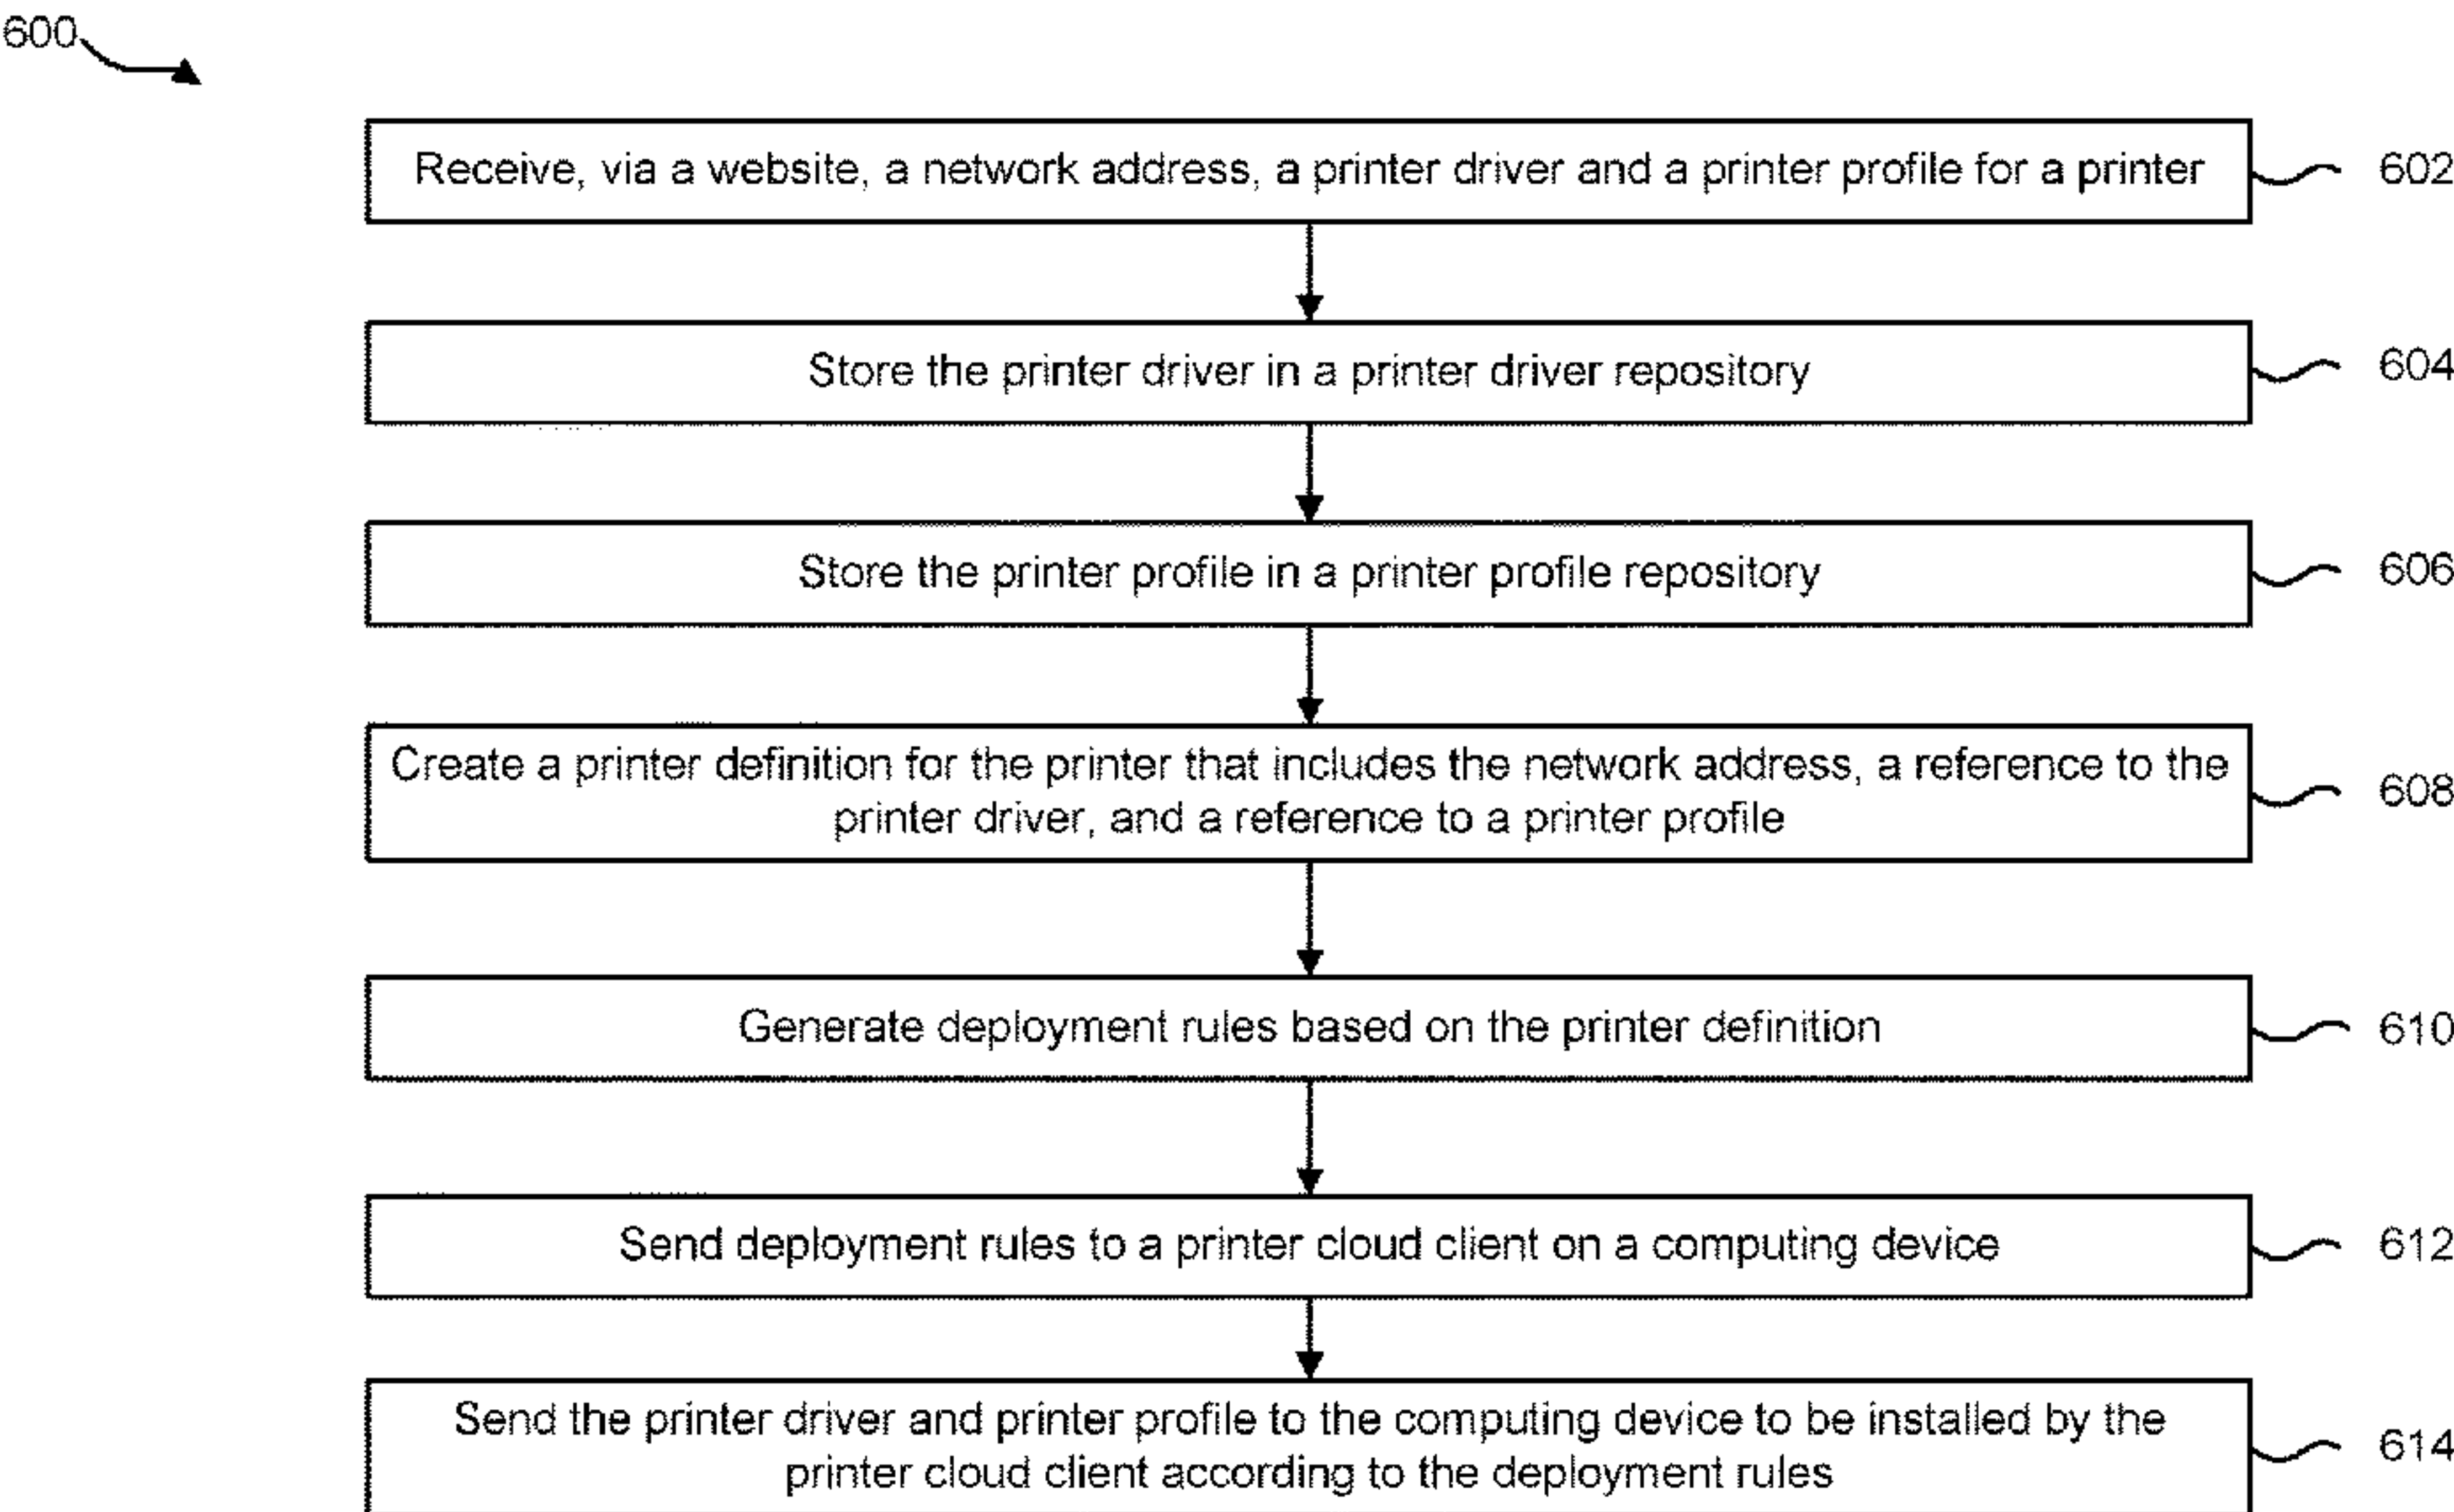 600
Receive, via a website, a network address, a printer driver and a printer profile for a printer
602
Store the printer driver in a printer driver repository
604
Store the printer profile in a printer profile repository
606
Create a printer definition for the printer that includes the network address, a reference to the
printer driver, and a reference to a printer profile
608
Generate deployment rules based on the printer definition
610
Send deployment rules to a printer cloud client on a computing device
612
Send the printer driver and printer profile to the computing device to be installed by the
printer cloud client according to the deployment rules
614